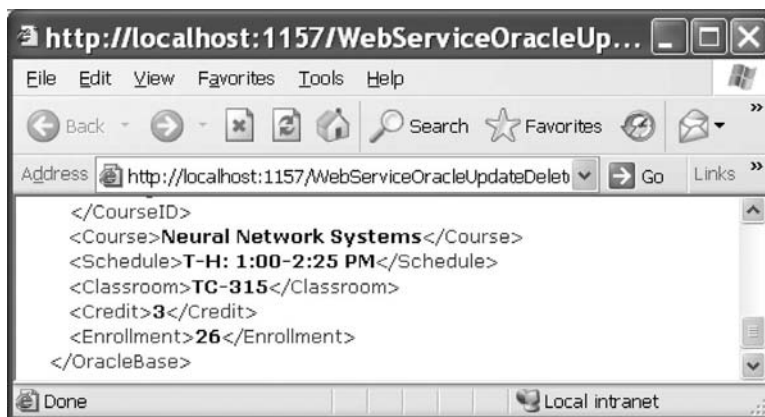 http://localhost:1157/WebServiceOracleUp...
File Edit View Favorites Tools Help
Back Search Favorites »
Address http://localhost:1157/WebServiceOracleUpdateDelet Go Links »
</CourseID>
<Course>Neural Network Systems</Course>
<Schedule>T-H: 1:00-2:25 PM</Schedule>
<Classroom>TC-315</Classroom>
<Credit>3</Credit>
<Enrollment>26</Enrollment>
</OracleBase>
Done Local intranet